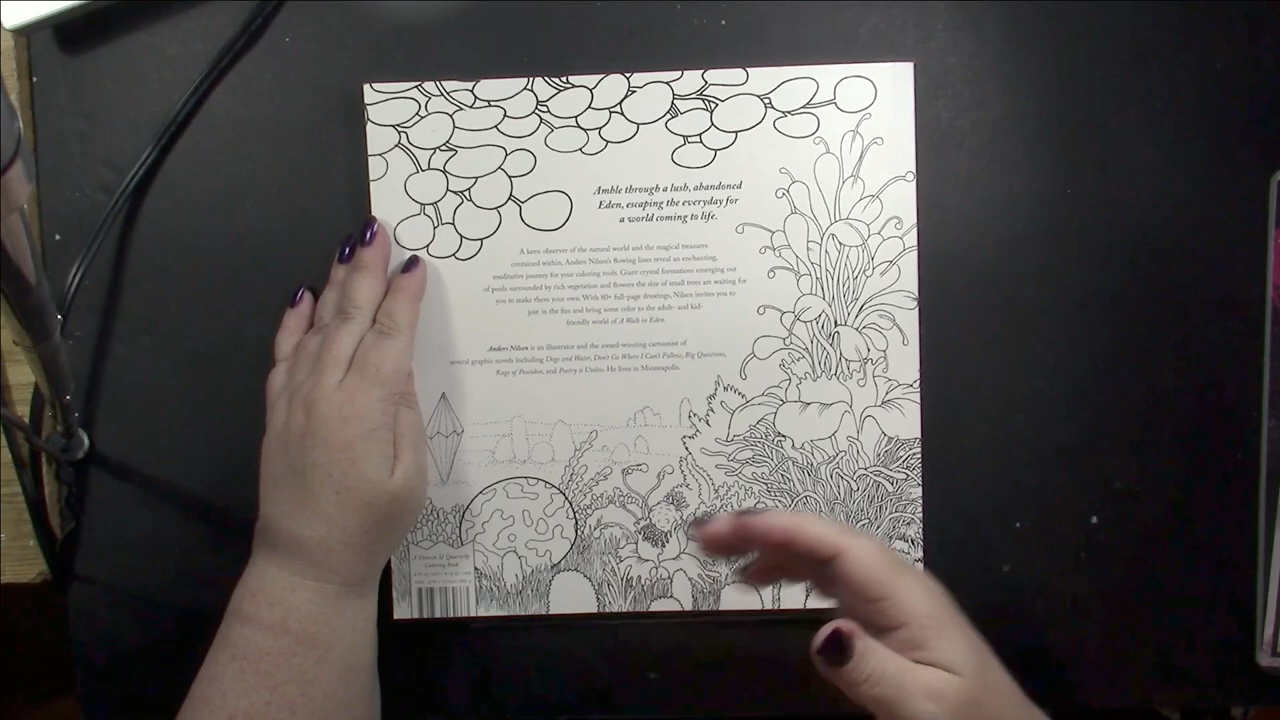 Amble through a lush, abandoned
Eden, escaping the everyday for
a world coming to life.
A keen observer of the natural world and the magical treasures
contained within, Anders Nilsen's flowing lines reveal an enchanting,
meditative journey for your coloring tools. Giant crystal formations emerging out
of pools surrounded by rich vegetation and flowers the size of small trees are waiting for
you to make them your own. With 80+ full-page drawings, Nilsen invites you to
join in the fun and bring some color to the adult- and kid-
friendly world of A Walk in Eden.
Anders Nilsen is an illustrator and the award-winning cartoonist of
several graphic novels including Dogs and Water, Don't Go Where I Can't Follow, Big Questions,
Rage of Poseidon, and Poetry is Useless. He lives in Minneapolis.
A Drawn & Quarterly
Coloring Book